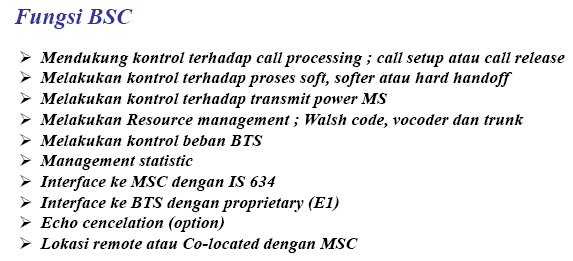 Fungsi BSC
➢ Mendukung kontrol terhadap call processing ; call setup atau call release
➢ Melakukan kontrol terhadap proses soft, softer atau hard handoff
➢ Melakukan kontrol terhadap transmit power MS
➢ Melakukan Resource management ; Walsh code, vocoder dan trunk
➢ Melakukan kontrol beban BTS
➢ Management statistic
➢ Interface ke MSC dengan IS 634
➢ Interface ke BTS dengan proprietary (E1)
➢ Echo cencelation (option)
➢ Lokasi remote atau Co-located dengan MSC